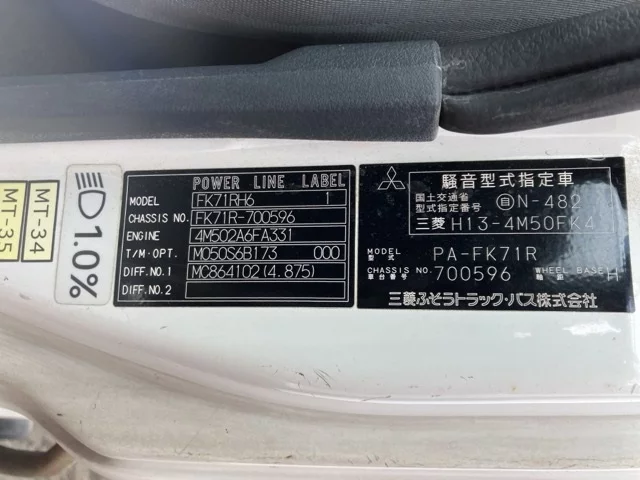 MT-35
MT-34
1.0%
POWER LINE LABEL
MODEL FK71RH6 1
CHASSIS NO. FK71R-700596
ENGINE 4M502A6FA331
T/M・OPT. M050S6B173 000
DIFF.NO.1 MC864102 (4.875)
DIFF.NO.2
騒音型式指定車
国土交通省
型式指定番号 自N-482
三菱 H13-4M50FK4
MODEL
型式 PA-FK71R
CHASSIS NO.
車台番号 700596 WHEEL BASE
軸距 H
三菱ふそうトラック・バス株式会社